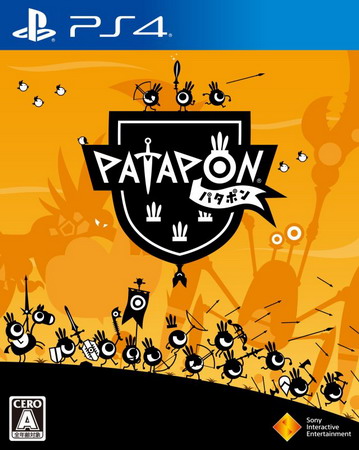 PS4
PATAPON
パタポン
CERO
A
全年齢対象
Sony
Interactive
Entertainment